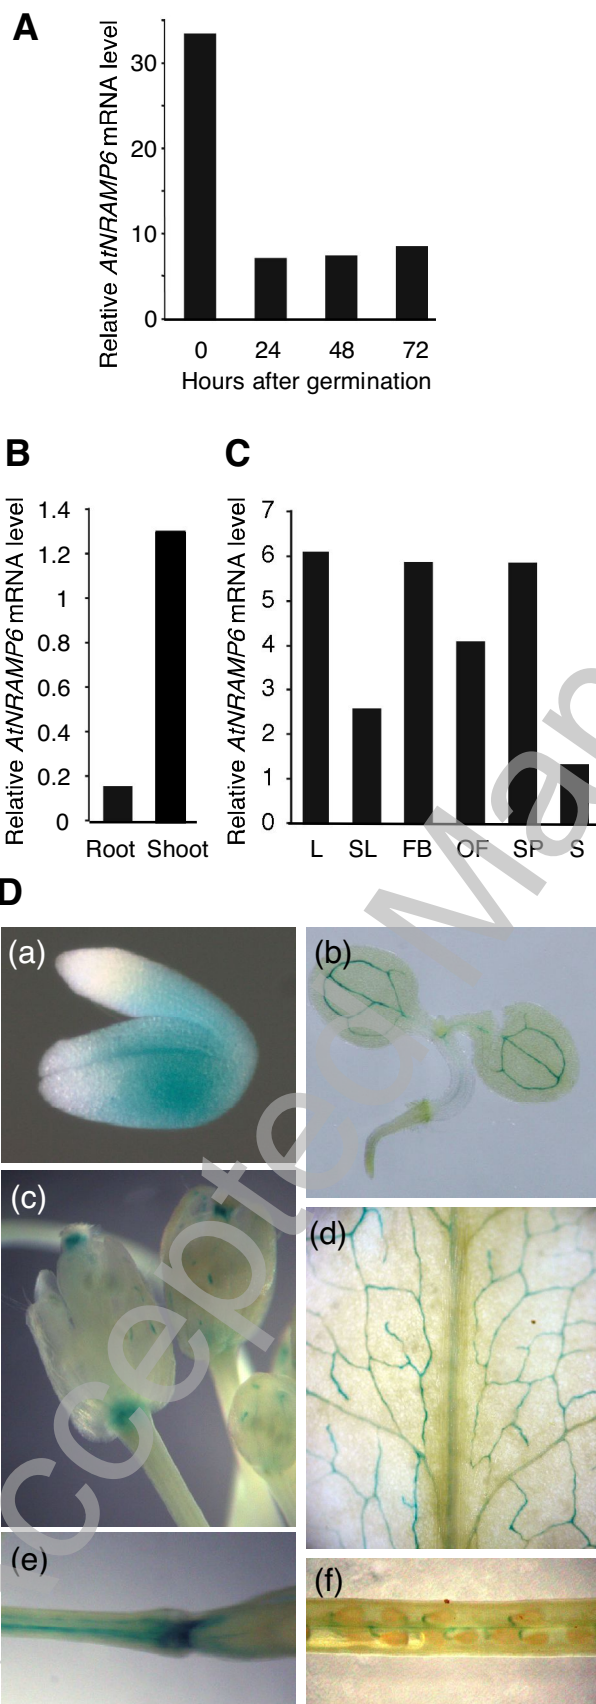 A
Relative AtNRAMP6 mRNA level
30
20
10
0
0 24 48 72
Hours after germination
B
Relative AtNRAMP6 mRNA level
1.4
1.2
1
0.8
0.6
0.4
0.2
0
Root Shoot
C
Relative AtNRAMP6 mRNA level
7
6
5
4
3
2
1
0
L SL FB OF SP S
D
(a)
(b)
(c)
(d)
(e)
(f)
ccepted Man